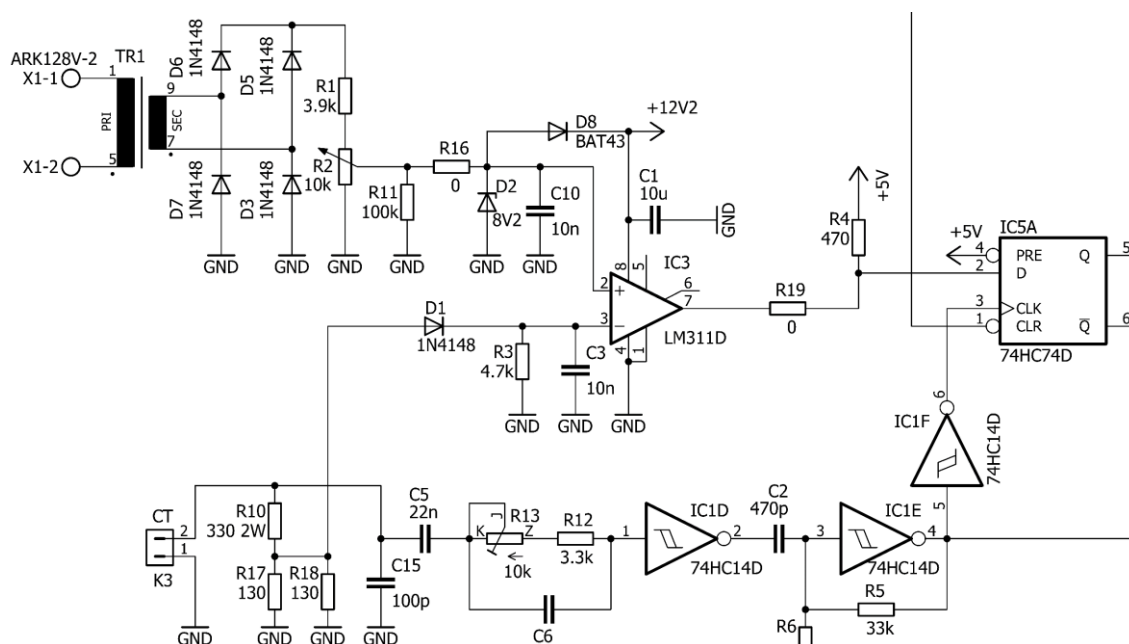 ARK128V-2
TR1
X1-1
1
PRI
5
X1-2
9
SEC
7
D6
1N4148
D5
1N4148
D7
1N4148
D3
1N4148
GND
GND
R1
3.9k
R2
10k
GND
R11
100k
GND
R16
0
D8
BAT43
+12V2
D2
8V2
GND
C10
10n
GND
C1
10u
GND
8
5
IC3
2
+
6
7
3
-
LM311D
4
1
GND
D1
1N4148
R3
4.7k
GND
C3
10n
GND
R19
0
R4
470
+5V
+5V
IC5A
4
PRE
Q
5
2
D
3
CLK
1
CLR
Q
6
74HC74D
6
IC1F
74HC14D
5
CT
2
1
K3
GND
R10
330 2W
R17
130
GND
R18
130
GND
C15
100p
GND
C5
22n
K
J
R13
Z
10k
R12
3.3k
C6
1
IC1D
2
74HC14D
C2
470p
3
IC1E
4
74HC14D
R5
33k
R6